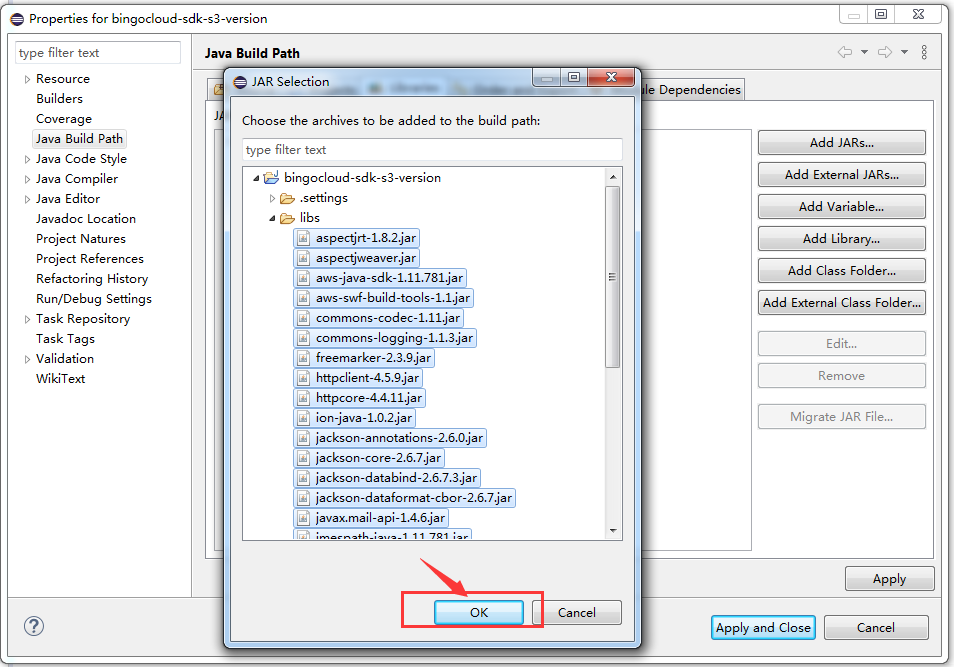 Properties for bingocloud-sdk-s3-version
type filter text
Resource
Builders
Coverage
Java Build Path
Java Code Style
Java Compiler
Java Editor
Javadoc Location
Project Natures
Project References
Refactoring History
Run/Debug Settings
Task Repository
Task Tags
Validation
WikiText
Java Build Path
JAR Selection
Choose the archives to be added to the build path:
type filter text
bingocloud-sdk-s3-version
.settings
libs
aspectjrt-1.8.2.jar
aspectjweaver.jar
aws-java-sdk-1.11.781.jar
aws-swf-build-tools-1.1.jar
commons-codec-1.11.jar
commons-logging-1.1.3.jar
freemarker-2.3.9.jar
httpclient-4.5.9.jar
httpcore-4.4.11.jar
ion-java-1.0.2.jar
jackson-annotations-2.6.0.jar
jackson-core-2.6.7.jar
jackson-databind-2.6.7.3.jar
jackson-dataformat-cbor-2.6.7.jar
javax.mail-api-1.4.6.jar
jmespath-java-1.11.781.jar
OK
Cancel
Dependencies
Add JARs...
Add External JARs...
Add Variable...
Add Library...
Add Class Folder...
Add External Class Folder...
Edit...
Remove
Migrate JAR File...
Apply
Apply and Close
Cancel